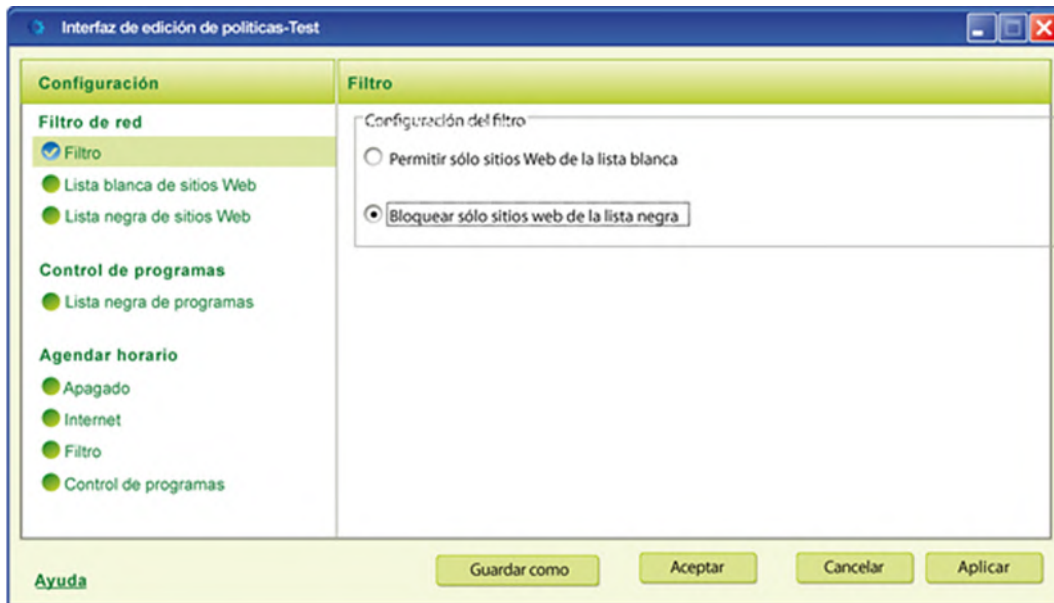 Interfaz de edición de politicas-Test
Configuración
Filtro de red
Filtro
Lista blanca de sitios Web
Lista negra de sitios Web
Control de programas
Lista negra de programas
Agendar horario
Apagado
Internet
Filtro
Control de programas
Filtro
Configuración del filtro
Permitir sólo sitios Web de la lista blanca
Bloquear sólo sitios web de la lista negra
Ayuda
Guardar como
Aceptar
Cancelar
Aplicar